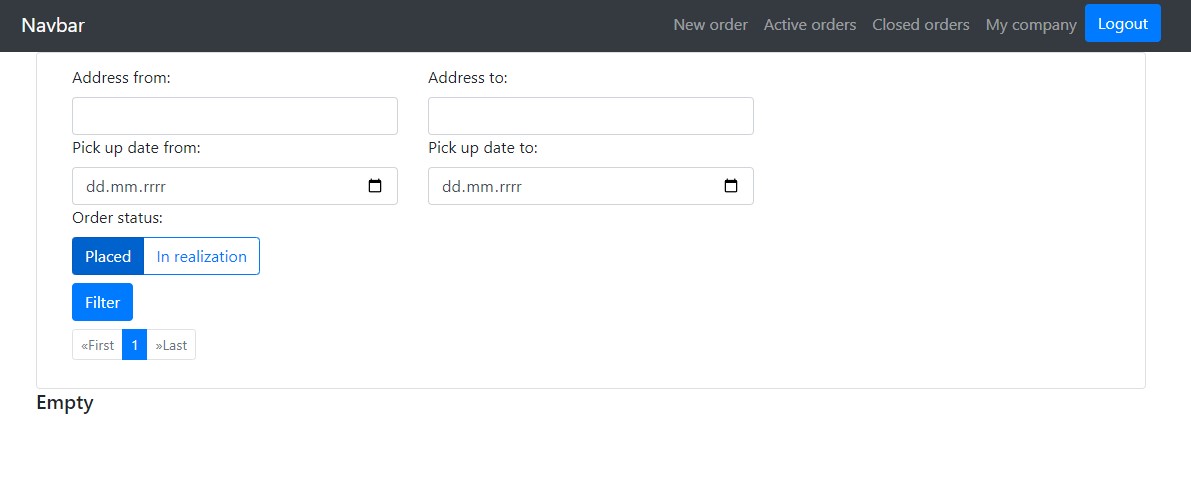 Navbar New order Active orders Closed orders My company Logout
Address from: Address to:
Pick up date from: Pick up date to:
dd.mm.rrrr dd.mm.rrrr
Order status:
Placed In realization
Filter
«First 1 »Last
Empty